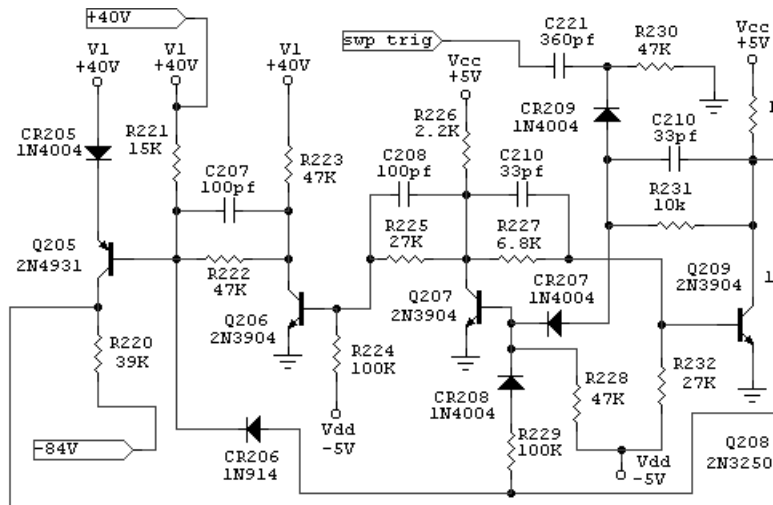 +40V
swp trig
C221
360pf
R230
47K
Vcc
+5V
V1
+40V
V1
+40V
V1
+40V
Vcc
+5V
CR205
1N4004
R221
15K
C207
100pf
R223
47K
R226
2.2K
C208
100pf
C210
33pf
CR209
1N4004
C210
33pf
R231
10k
R225
27K
R227
6.8K
Q205
2N4931
R222
47K
Q206
2N3904
Q207
2N3904
CR207
1N4004
Q209
2N3904
R220
39K
R224
100K
CR208
1N4004
R228
47K
R232
27K
-84V
Vdd
-5V
CR206
1N914
R229
100K
Vdd
-5V
Q208
2N3250